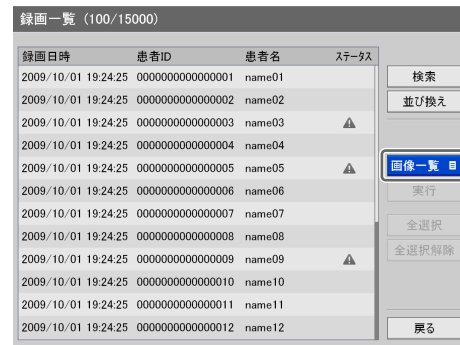 録画一覧 (100/15000)
録画日時 患者ID 患者名 ステータス
2009/10/01 19:24:25 0000000000000001 name01
2009/10/01 19:24:25 0000000000000002 name02
2009/10/01 19:24:25 0000000000000003 name03
2009/10/01 19:24:25 0000000000000004 name04
2009/10/01 19:24:25 0000000000000005 name05
2009/10/01 19:24:25 0000000000000006 name06
2009/10/01 19:24:25 0000000000000007 name07
2009/10/01 19:24:25 0000000000000008 name08
2009/10/01 19:24:25 0000000000000009 name09
2009/10/01 19:24:25 0000000000000010 name10
2009/10/01 19:24:25 0000000000000011 name11
2009/10/01 19:24:25 0000000000000012 name12
検索
並び換え
画像一覧
実行
全選択
全選択解除
戻る